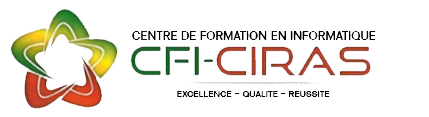 CENTRE DE FORMATION EN INFORMATIQUE
CFI-CIRAS
EXCELLENCE - QUALITE - REUSSITE